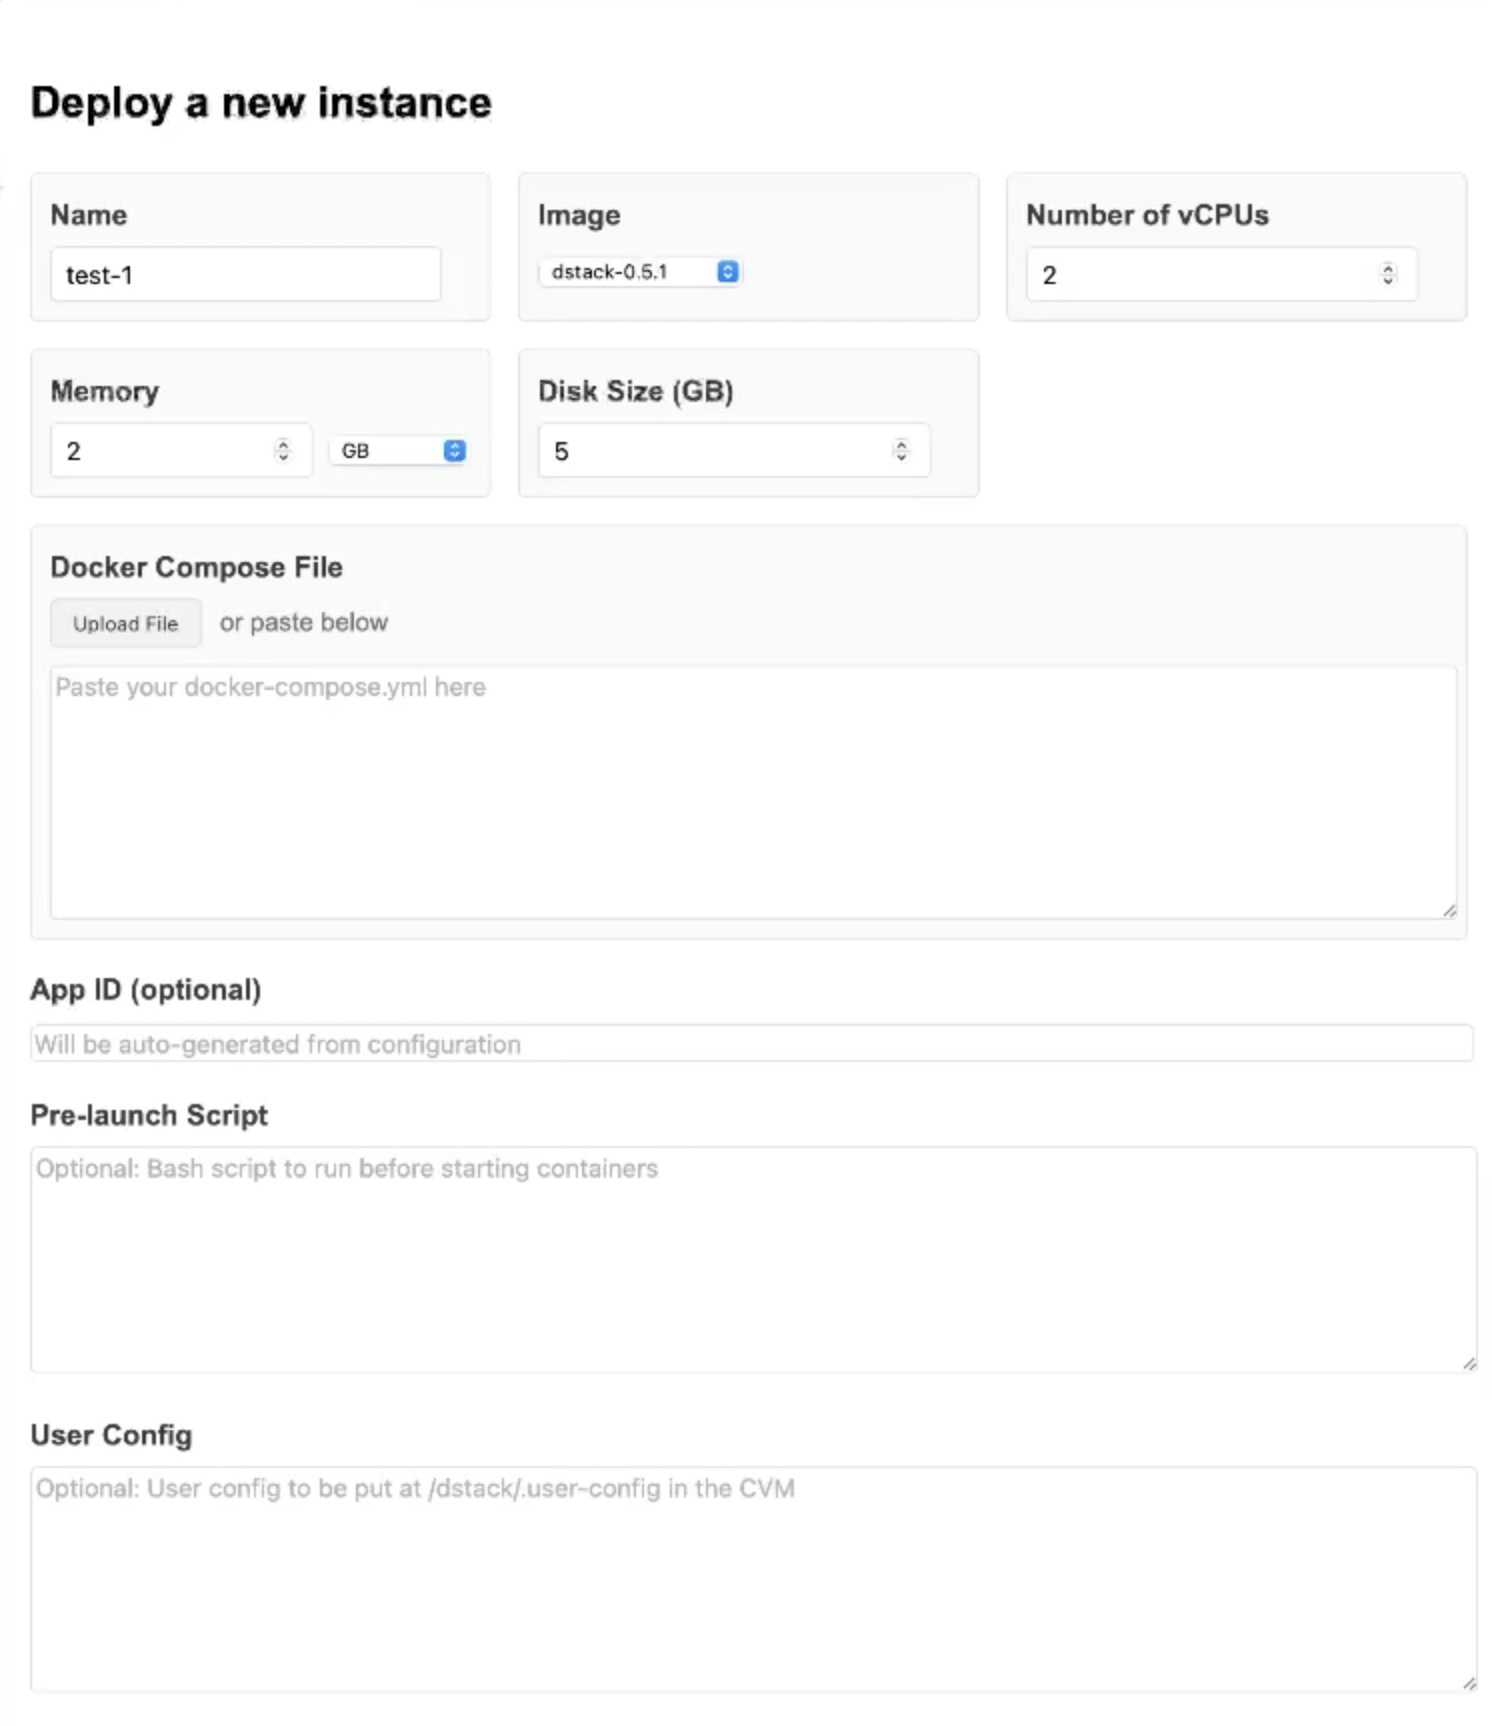 Deploy a new instance
Name
test-1
Image
dstack-0.5.1
Number of vCPUs
2
Memory
2
GB
Disk Size (GB)
5
Docker Compose File
Upload File
or paste below
Paste your docker-compose.yml here
App ID (optional)
Will be auto-generated from configuration
Pre-launch Script
Optional: Bash script to run before starting containers
User Config
Optional: User config to be put at /dstack/.user-config in the CVM